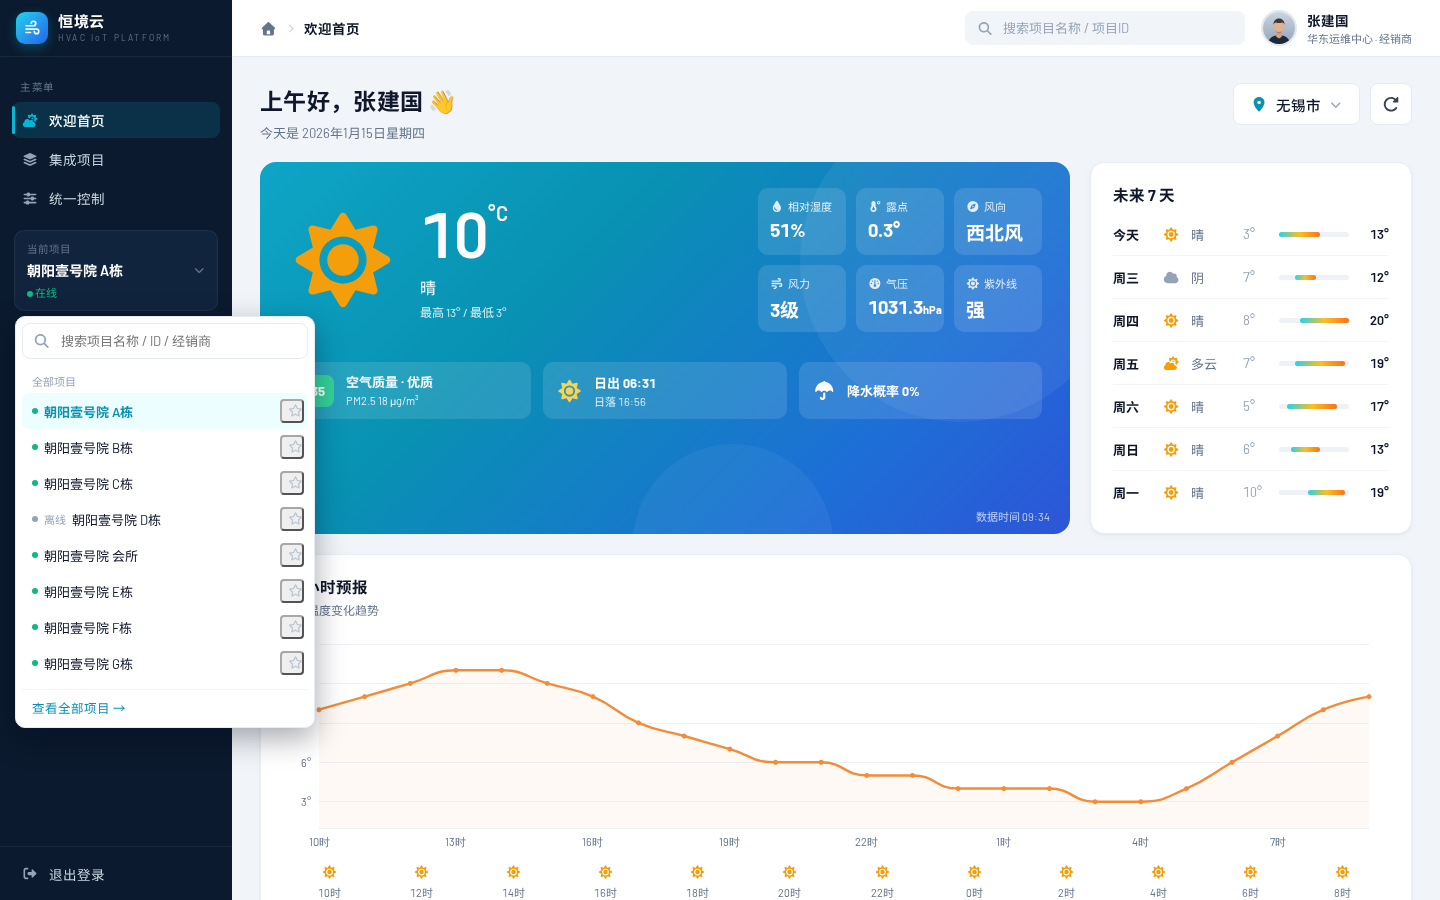 恒境云
HVAC IoT PLATFORM
主菜单
欢迎首页
集成项目
统一控制
当前项目
朝阳壹号院 A栋
在线
搜索项目名称 / ID / 经销商
全部项目
朝阳壹号院 A栋
朝阳壹号院 B栋
朝阳壹号院 C栋
离线 朝阳壹号院 D栋
朝阳壹号院 会所
朝阳壹号院 E栋
朝阳壹号院 F栋
朝阳壹号院 G栋
查看全部项目 →
退出登录
欢迎首页
搜索项目名称 / 项目ID
张建国
华东运维中心 · 经销商
上午好，张建国 👋
今天是 2026年1月15日星期四
无锡市
10°C
晴
最高 13° / 最低 3°
相对湿度
51%
露点
0.3°
风向
西北风
风力
3级
气压
1031.3hPa
紫外线
强
空气质量 · 优质
PM2.5 18 μg/m³
日出 06:31
日落 16:56
降水概率 0%
数据时间 09:34
未来 7 天
今天 晴 3° 13°
周三 阴 7° 12°
周四 晴 8° 20°
周五 多云 7° 19°
周六 晴 5° 17°
周日 晴 6° 13°
周一 晴 10° 19°
小时预报
温度变化趋势
6°
3°
10时 13时 16时 19时 22时 1时 4时 7时
10时 12时 14时 16时 18时 20时 22时 0时 2时 4时 6时 8时